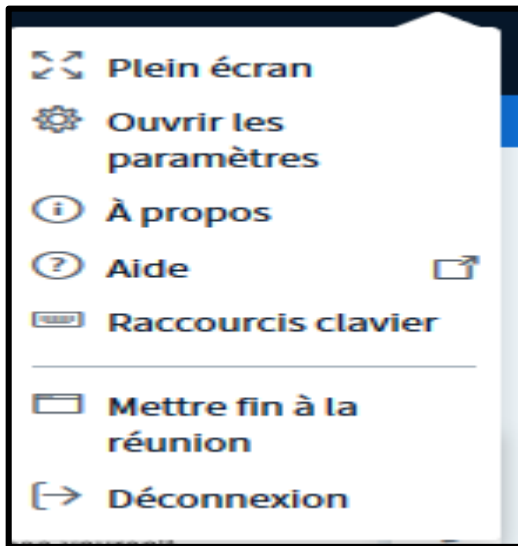 Plein écran
Ouvrir les
paramètres
À propos
Aide
Raccourcis clavier
Mettre fin à la
réunion
Déconnexion